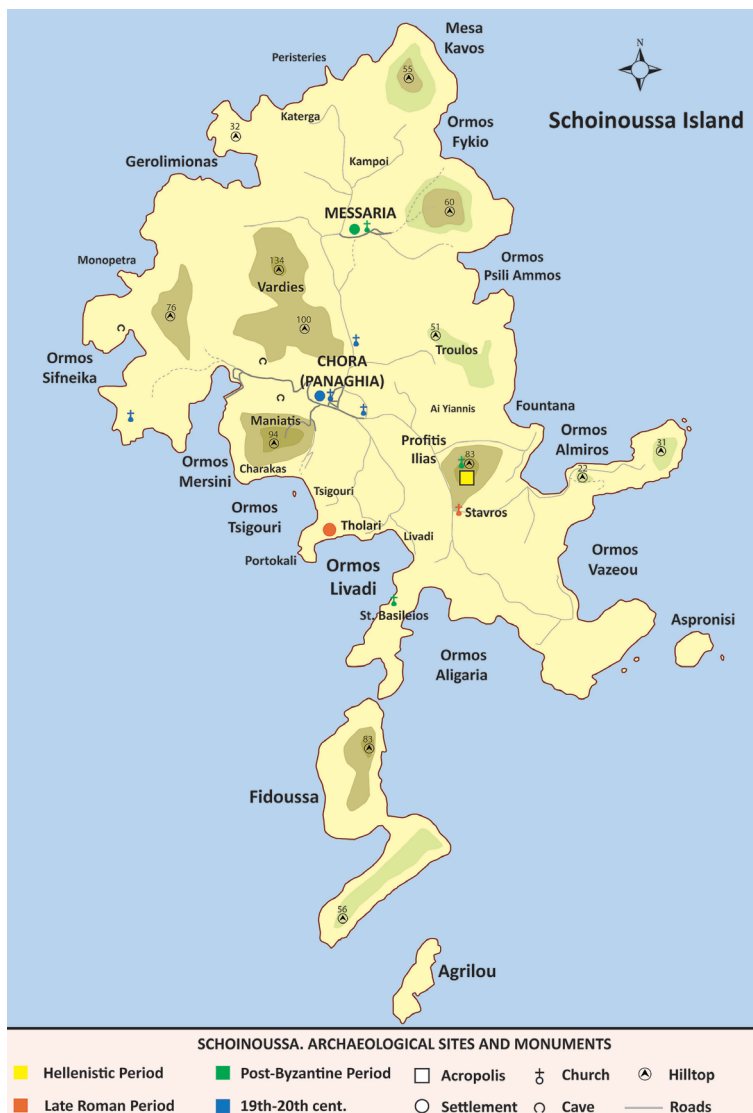 Mesa
Kavos
N
Peristeries
55
Schoinoussa Island
Katerga
32
Ormos
Fykio
Gerolimionas
Kampoi
60
MESSARIA
Ormos
Psili Ammos
Monopetra
134
Vardies
76
100
51
Troulos
Ormos
Sifneika
CHORA
(PANAGHIA)
Ai Yiannis
Fountana
Maniatis
94
Profitis
Ilias
83
Ormos
Almiros
31
22
Ormos
Mersini
Charakas
Tsigouri
Stavros
Ormos
Tsigouri
Tholari
Livadi
Portokali
Ormos
Livadi
Ormos
Vazeou
St. Basileios
Aspronisi
Ormos
Aligaria
83
Fidoussa
56
Agrilou
SCHOINOUSSA. ARCHAEOLOGICAL SITES AND MONUMENTS
Hellenistic Period
Post-Byzantine Period
Acropolis
Church
Hilltop
Late Roman Period
19th-20th cent.
Settlement
Cave
Roads